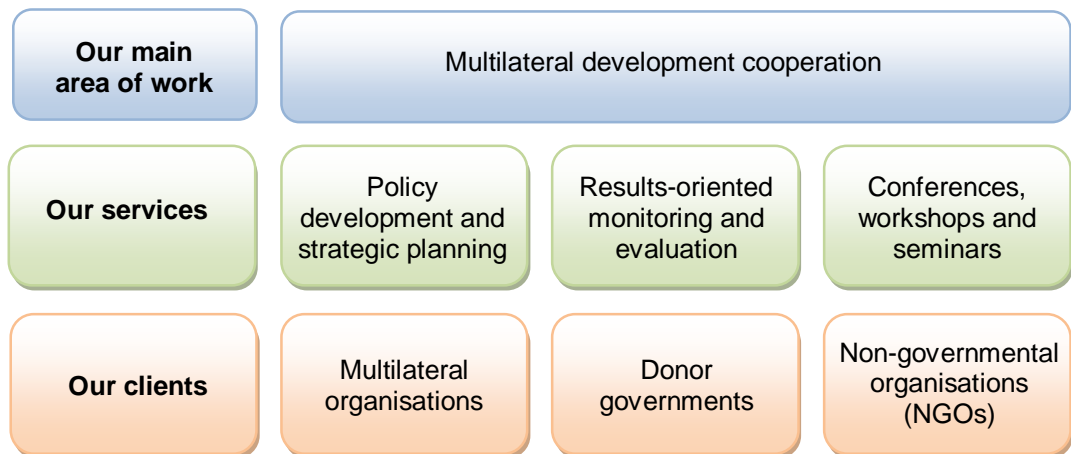 Our main
area of work
Multilateral development cooperation
Our services
Policy
development and
strategic planning
Results-oriented
monitoring and
evaluation
Conferences,
workshops and
seminars
Our clients
Multilateral
organisations
Donor
governments
Non-governmental
organisations
(NGOs)